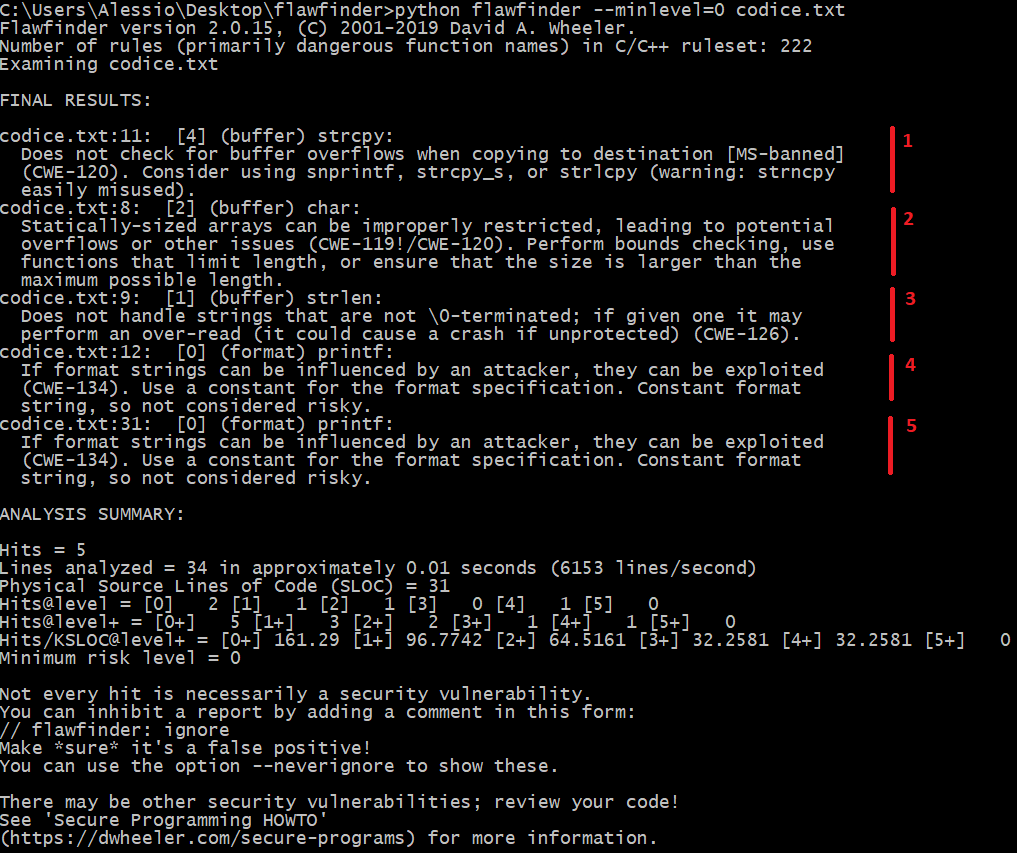 C:\Users\Alessio\Desktop\flawfinder>python flawfinder --minlevel=0 codice.txt
Flawfinder version 2.0.15, (C) 2001-2019 David A. Wheeler.
Number of rules (primarily dangerous function names) in C/C++ ruleset: 222
Examining codice.txt
FINAL RESULTS:
codice.txt:11:  [4] (buffer) strcpy:
1
  Does not check for buffer overflows when copying to destination [MS-banned]
  (CWE-120). Consider using snprintf, strcpy_s, or strlcpy (warning: strncpy
  easily misused).
codice.txt:8:  [2] (buffer) char:
2
  Statically-sized arrays can be improperly restricted, leading to potential
  overflows or other issues (CWE-119!/CWE-120). Perform bounds checking, use
  functions that limit length, or ensure that the size is larger than the
  maximum possible length.
codice.txt:9:  [1] (buffer) strlen:
3
  Does not handle strings that are not \0-terminated; if given one it may
  perform an over-read (it could cause a crash if unprotected) (CWE-126).
codice.txt:12:  [0] (format) printf:
4
  If format strings can be influenced by an attacker, they can be exploited
  (CWE-134). Use a constant for the format specification. Constant format
  string, so not considered risky.
codice.txt:31:  [0] (format) printf:
5
  If format strings can be influenced by an attacker, they can be exploited
  (CWE-134). Use a constant for the format specification. Constant format
  string, so not considered risky.
ANALYSIS SUMMARY:
Hits = 5
Lines analyzed = 34 in approximately 0.01 seconds (6153 lines/second)
Physical Source Lines of Code (SLOC) = 31
Hits@level = [0]   2 [1]   1 [2]   1 [3]   0 [4]   1 [5]   0
Hits@level+ = [0+]   5 [1+]   3 [2+]   2 [3+]   1 [4+]   1 [5+]   0
Hits/KSLOC@level+ = [0+] 161.29 [1+] 96.7742 [2+] 64.5161 [3+] 32.2581 [4+] 32.2581 [5+]   0
Minimum risk level = 0
Not every hit is necessarily a security vulnerability.
You can inhibit a report by adding a comment in this form:
// flawfinder: ignore
Make *sure* it's a false positive!
You can use the option --neverignore to show these.
There may be other security vulnerabilities; review your code!
See 'Secure Programming HOWTO'
(https://dwheeler.com/secure-programs) for more information.